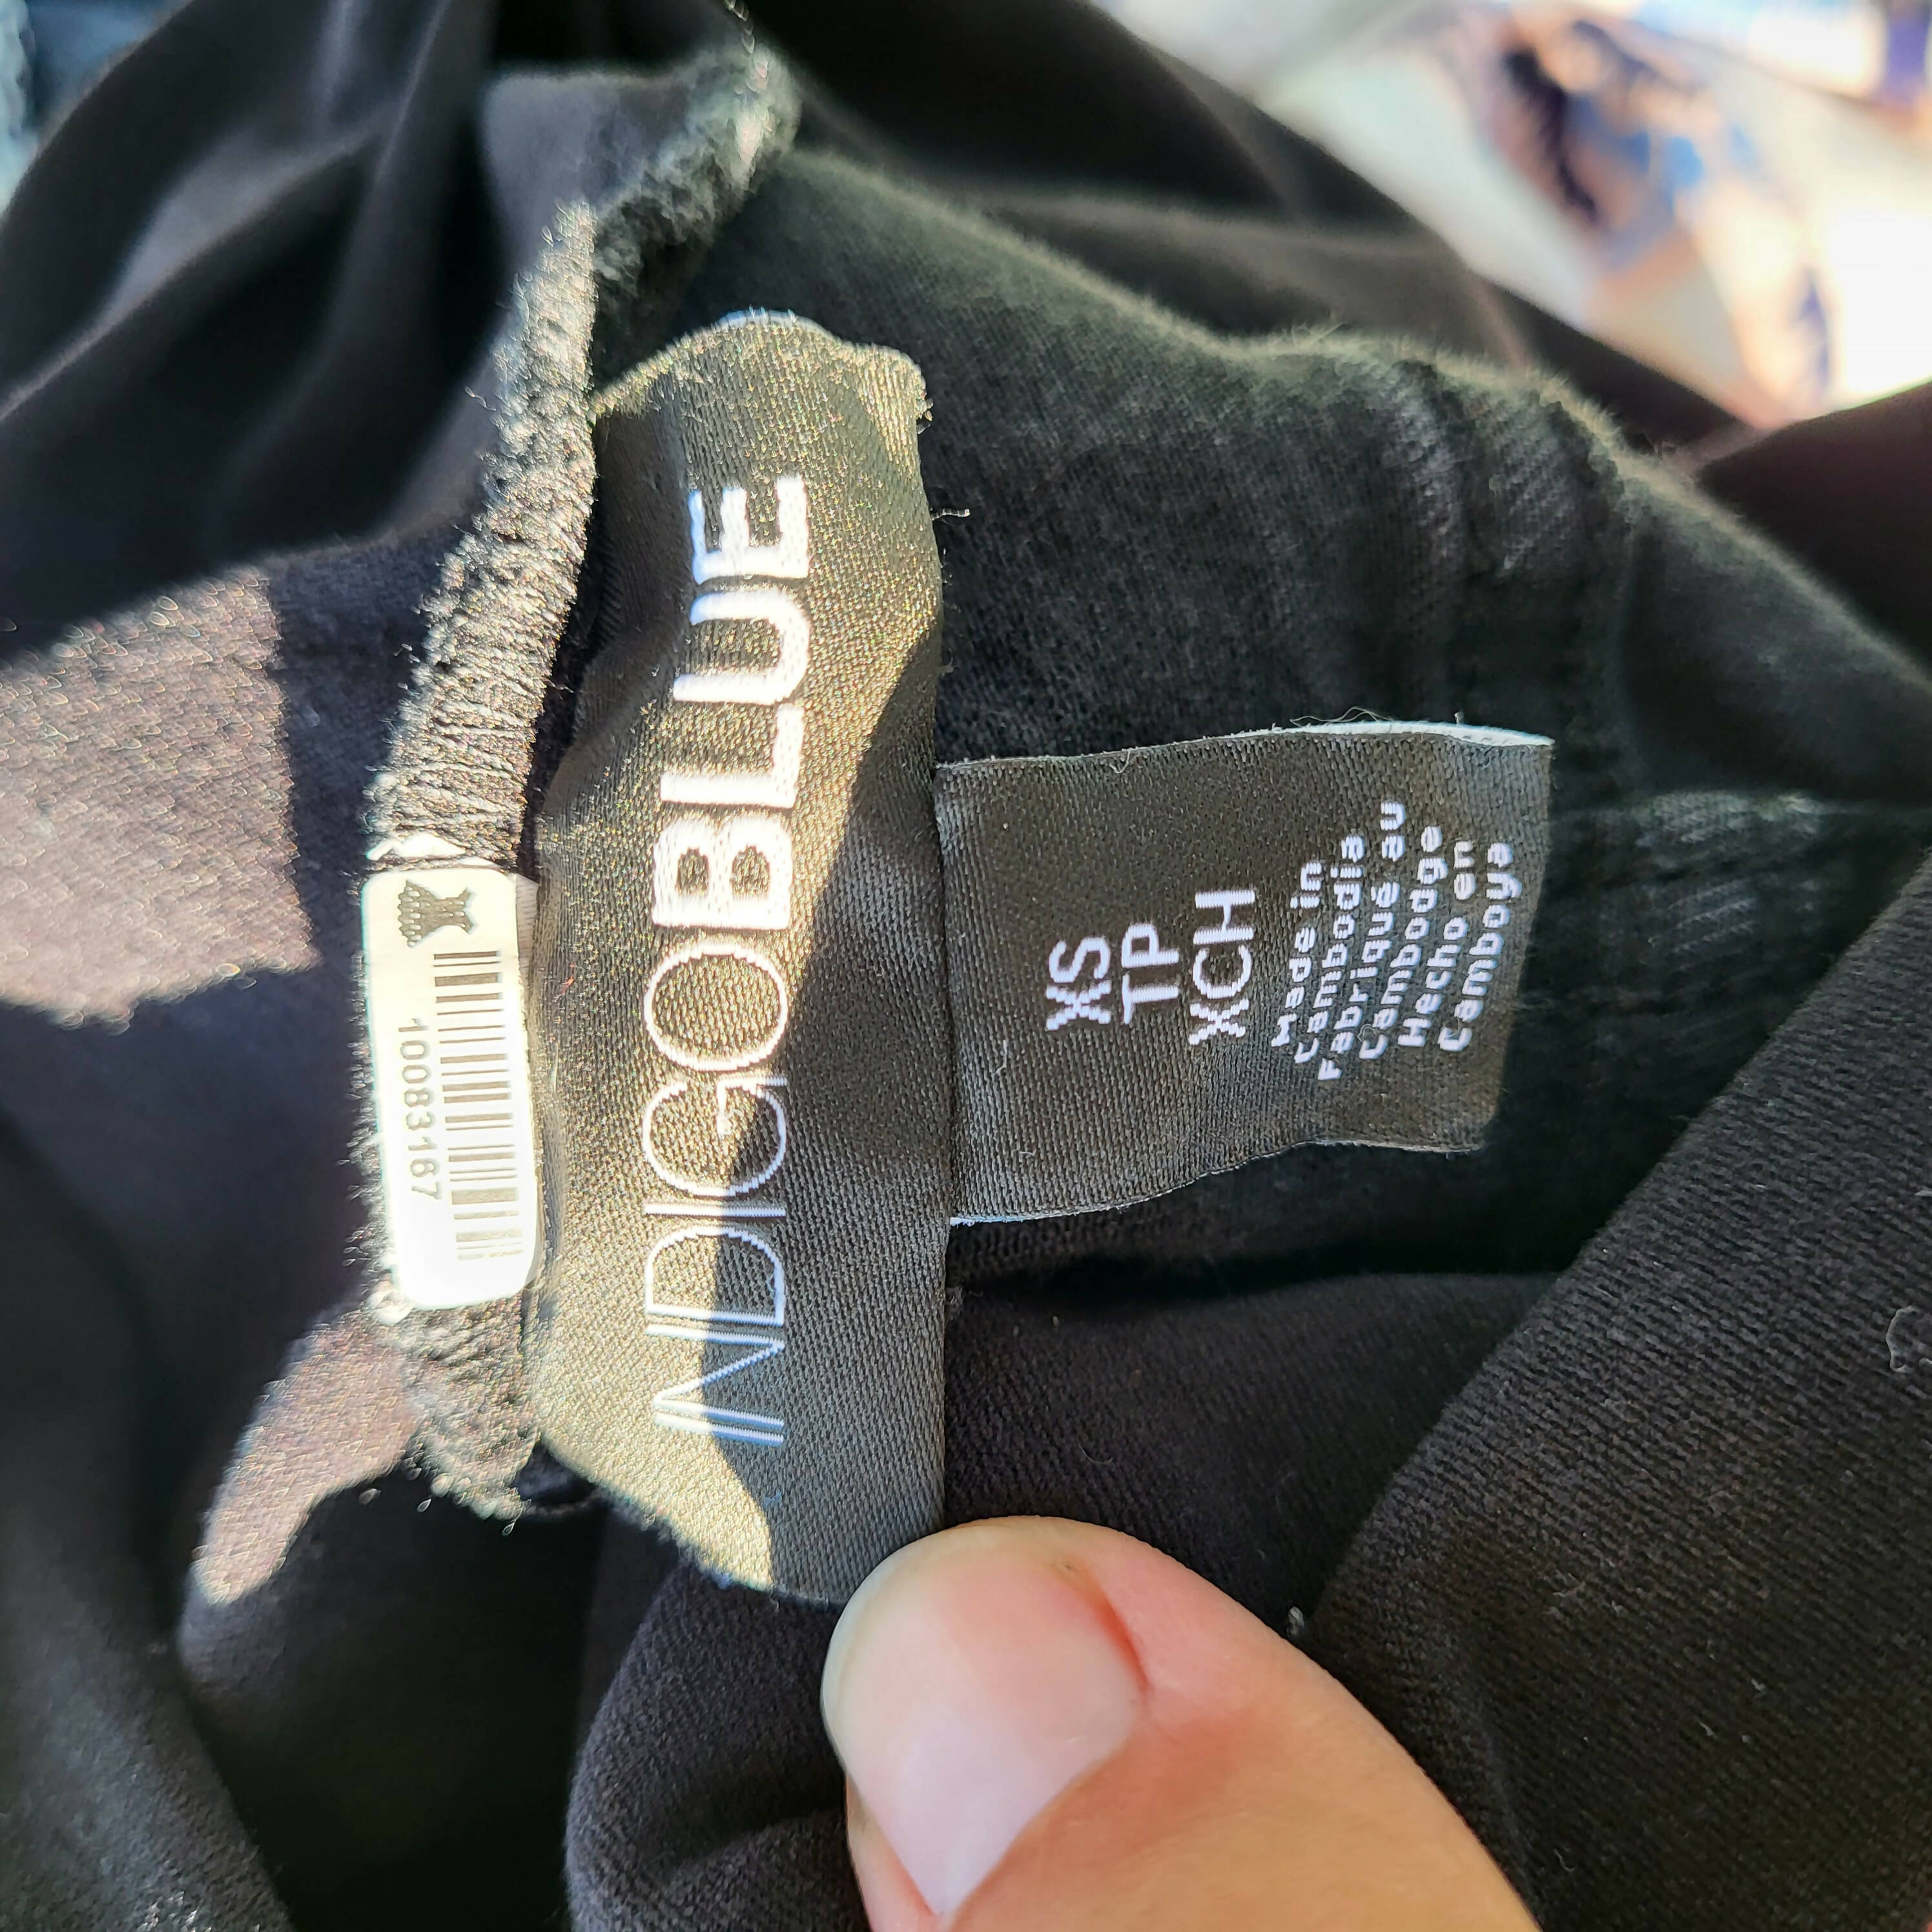 INDIGOBLUE
XS
TP
XCH
Made in
Cambodia
Fabriqué au
Cambodge
Hecho en
Camboya
10083167